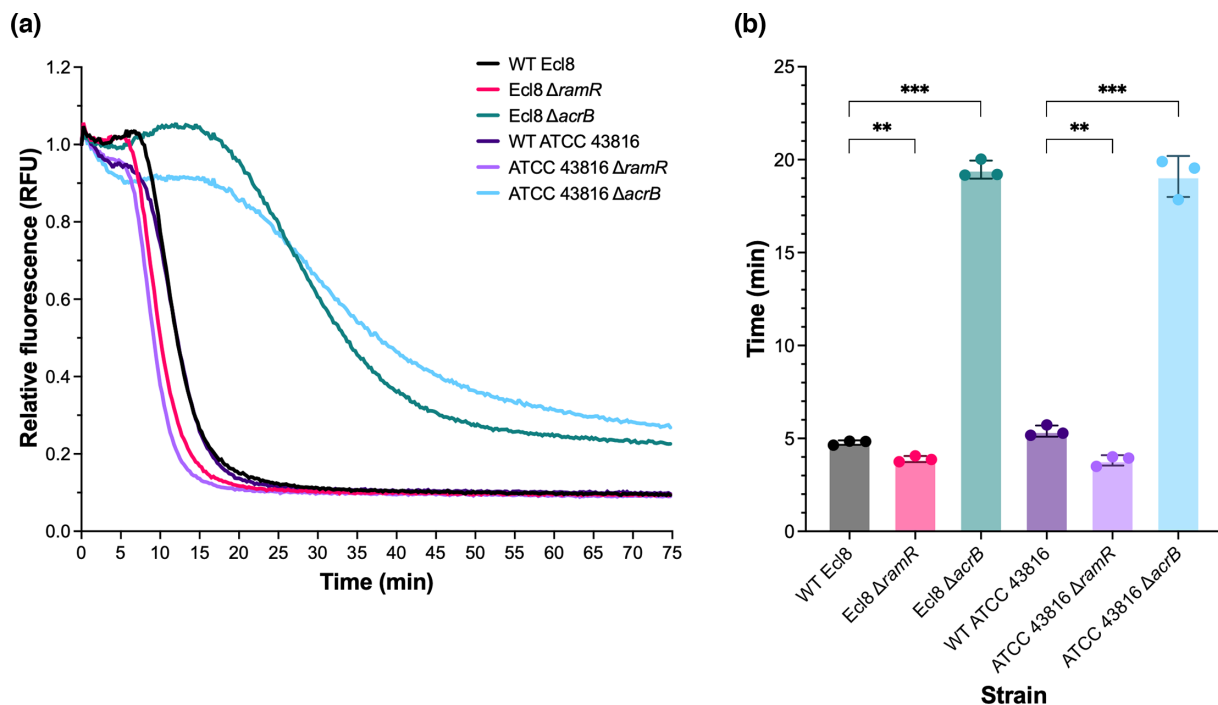 (a)
WT Ecl8
Ecl8 ΔramR
Ecl8 ΔacrB
WT ATCC 43816
ATCC 43816 ΔramR
ATCC 43816 ΔacrB
Relative fluorescence (RFU)
1.2
1.0
0.8
0.6
0.4
0.2
0.0
0 5 10 15 20 25 30 35 40 45 50 55 60 65 70 75
Time (min)
(b)
Time (min)
25
20
15
10
5
0
*** ***
** **
WT Ecl8
Ecl8 ΔramR
Ecl8 ΔacrB
WT ATCC 43816
ATCC 43816 ΔramR
ATCC 43816 ΔacrB
Strain